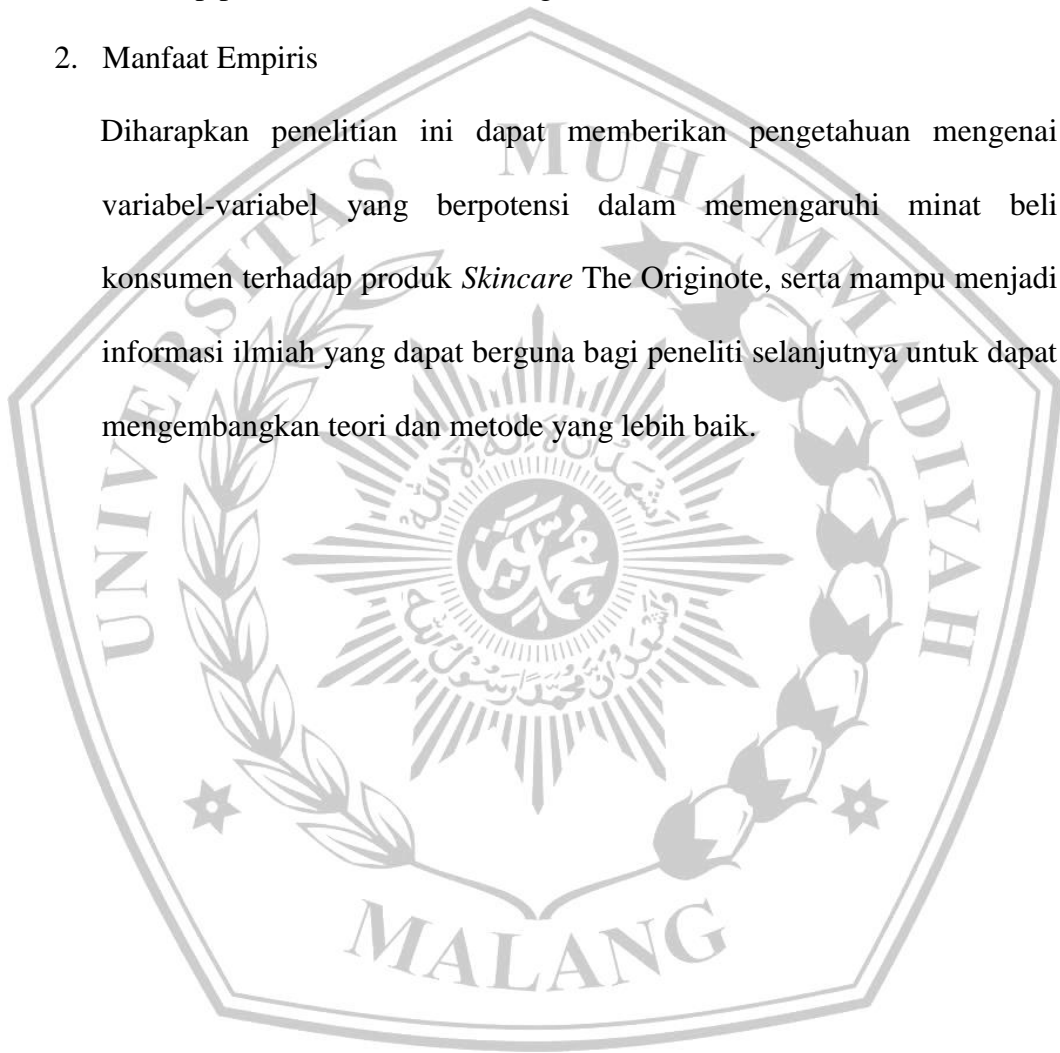 2. Manfaat Empiris
Diharapkan penelitian ini dapat memberikan pengetahuan mengenai
variabel-variabel yang berpotensi dalam memengaruhi minat beli
konsumen terhadap produk Skincare The Originote, serta mampu menjadi
informasi ilmiah yang dapat berguna bagi peneliti selanjutnya untuk dapat
mengembangkan teori dan metode yang lebih baik.
UNIVERSITAS MUHAMMADIYAH
MALANG